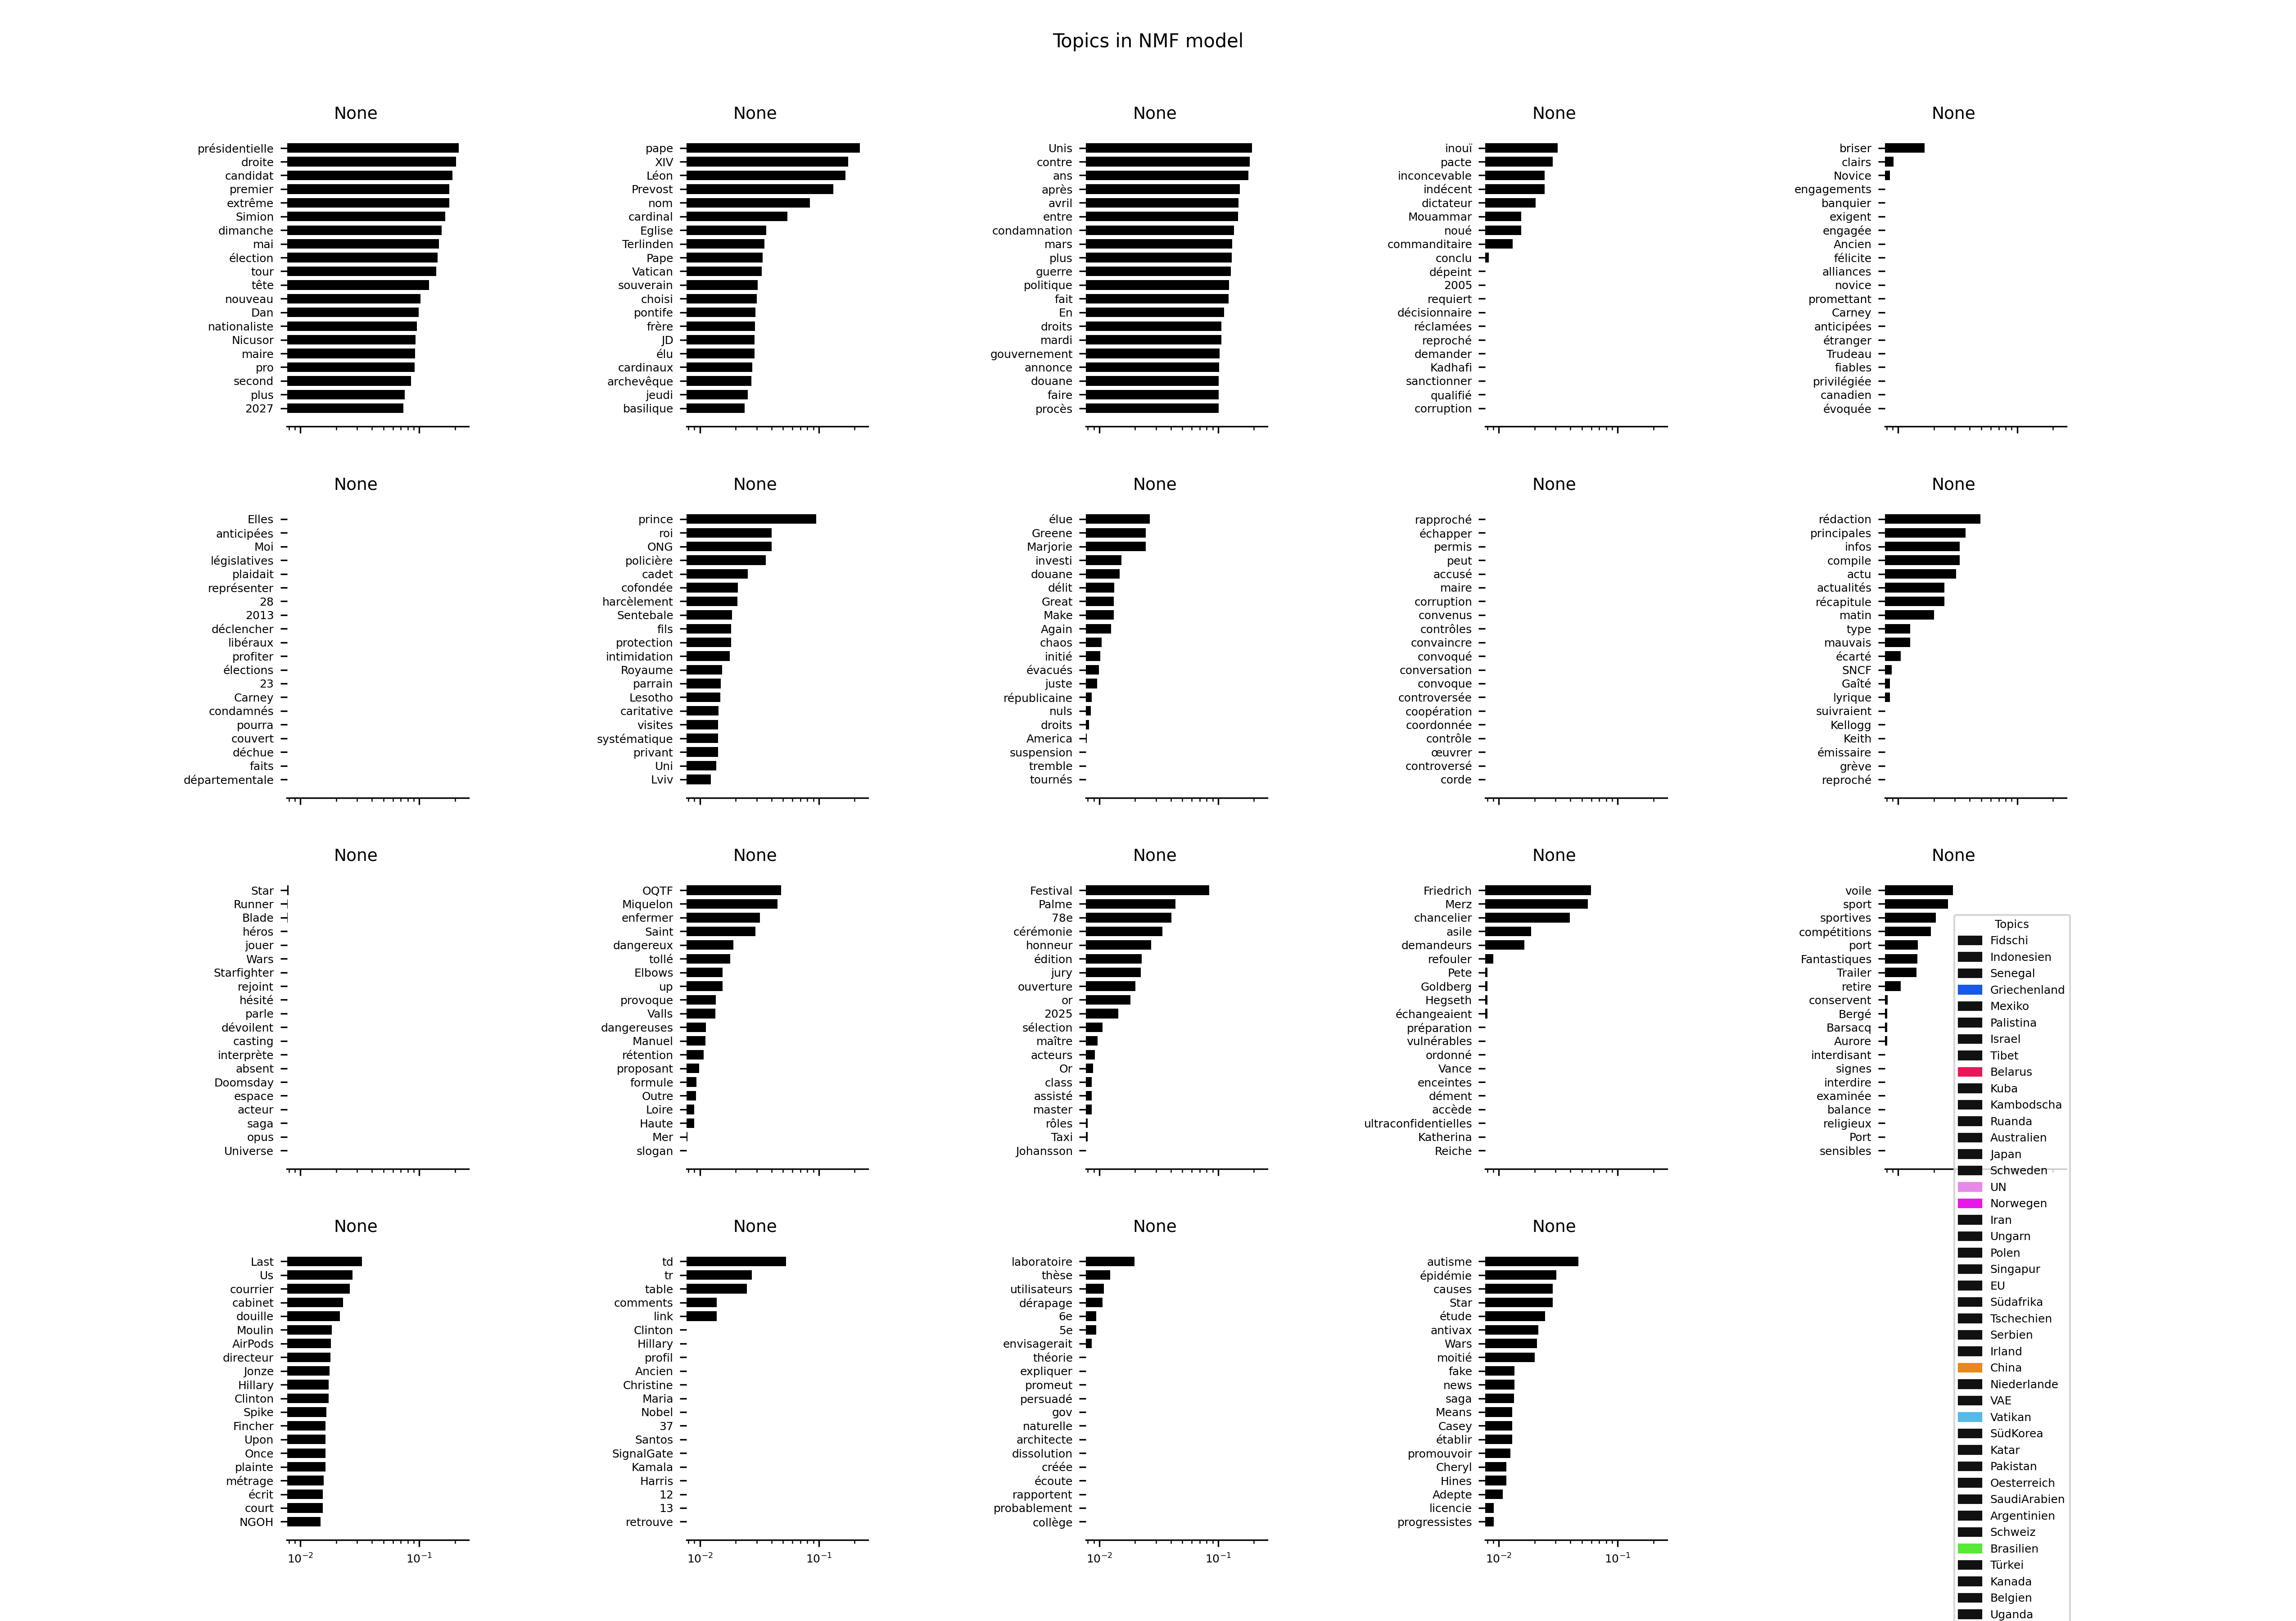 Topics in NMF model
None
présidentielle
droite
candidat
premier
extrême
Simion
dimanche
mai
élection
tour
tête
nouveau
Dan
nationaliste
Nicusor
maire
pro
second
plus
2027
None
pape
XIV
Léon
Prevost
nom
cardinal
Eglise
Terlinden
Pape
Vatican
souverain
choisi
pontife
frère
JD
élu
cardinaux
archevêque
jeudi
basilique
None
Unis
contre
ans
après
avril
entre
condamnation
mars
plus
guerre
politique
fait
En
droits
mardi
gouvernement
annonce
douane
faire
procès
None
inouï
pacte
inconcevable
indécent
dictateur
Mouammar
noué
commanditaire
conclu
dépeint
2005
requiert
décisionnaire
réclamées
reproché
demander
Kadhafi
sanctionner
qualifié
corruption
None
briser
clairs
Novice
engagements
banquier
exigent
engagée
Ancien
félicite
alliances
novice
promettant
Carney
anticipées
étranger
Trudeau
fiables
privilégiée
canadien
évoquée
None
Elles
anticipées
Moi
législatives
plaidait
représenter
28
2013
déclencher
libéraux
profiter
élections
23
Carney
condamnés
pourra
couvert
déchue
faits
départementale
None
prince
roi
ONG
policière
cadet
cofondée
harcèlement
Sentebale
fils
protection
intimidation
Royaume
parrain
Lesotho
caritative
visites
systématique
privant
Uni
Lviv
None
élue
Greene
Marjorie
investi
douane
délit
Great
Make
Again
chaos
initié
évacués
juste
républicaine
nuls
droits
America
suspension
tremble
tournés
None
rapproché
échapper
permis
peut
accusé
maire
corruption
convenus
contrôles
convaincre
convoqué
conversation
convoque
controversée
coopération
coordonnée
contrôle
œuvrer
controversé
corde
None
rédaction
principales
infos
compile
actu
actualités
récapitule
matin
type
mauvais
écarté
SNCF
Gaîté
lyrique
suivraient
Kellogg
Keith
émissaire
grève
reproché
None
Star
Runner
Blade
héros
jouer
Wars
Starfighter
rejoint
hésité
parle
dévoilent
casting
interprète
absent
Doomsday
espace
acteur
saga
opus
Universe
None
OQTF
Miquelon
enfermer
Saint
dangereux
tollé
Elbows
up
provoque
Valls
dangereuses
Manuel
rétention
proposant
formule
Outre
Loire
Haute
Mer
slogan
None
Festival
Palme
78e
cérémonie
honneur
édition
jury
ouverture
or
2025
sélection
maître
acteurs
Or
class
assisté
master
rôles
Taxi
Johansson
None
Friedrich
Merz
chancelier
asile
demandeurs
refouler
Pete
Goldberg
Hegseth
échangeaient
préparation
vulnérables
ordonné
Vance
enceintes
dément
accède
ultraconfidentielles
Katherina
Reiche
None
voile
sport
sportives
compétitions
port
Fantastiques
Trailer
retire
conservent
Bergé
Barsacq
Aurore
interdisant
signes
interdire
examinée
balance
religieux
Port
sensibles
None
Last
Us
courrier
cabinet
douille
Moulin
AirPods
directeur
Jonze
Hillary
Clinton
Spike
Fincher
Upon
Once
plainte
métrage
écrit
court
NGOH
10⁻² 10⁻¹
None
td
tr
table
comments
link
Clinton
Hillary
profil
Ancien
Christine
Maria
Nobel
37
Santos
SignalGate
Kamala
Harris
12
13
retrouve
10⁻² 10⁻¹
None
laboratoire
thèse
utilisateurs
dérapage
6e
5e
envisagerait
théorie
expliquer
promeut
persuadé
gov
naturelle
architecte
dissolution
créée
écoute
rapportent
probablement
collège
10⁻² 10⁻¹
None
autisme
épidémie
causes
Star
étude
antivax
Wars
moitié
fake
news
saga
Means
Casey
établir
promouvoir
Cheryl
Hines
Adepte
licencie
progressistes
10⁻² 10⁻¹
Topics
Fidschi
Indonesien
Senegal
Griechenland
Mexiko
Palistina
Israel
Tibet
Belarus
Kuba
Kambodscha
Ruanda
Australien
Japan
Schweden
UN
Norwegen
Iran
Ungarn
Polen
Singapur
EU
Südafrika
Tschechien
Serbien
Irland
China
Niederlande
VAE
Vatikan
SüdKorea
Katar
Pakistan
Oesterreich
SaudiArabien
Argentinien
Schweiz
Brasilien
Türkei
Kanada
Belgien
Uganda